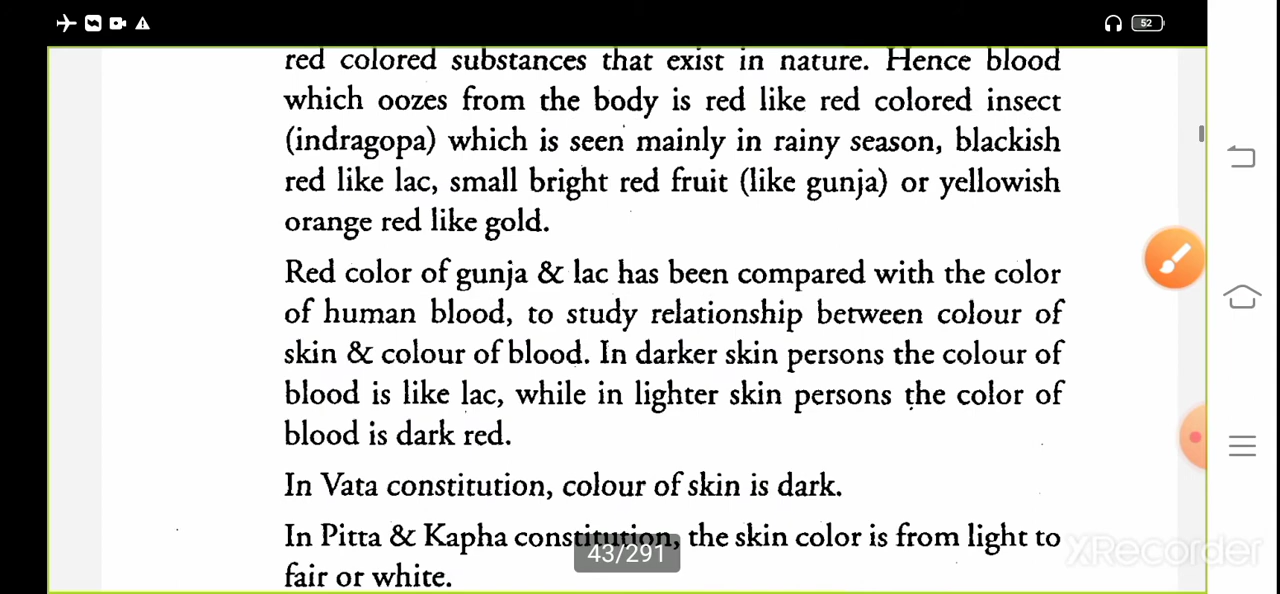 52
red colored substances that exist in nature. Hence blood
which oozes from the body is red like red colored insect
(indragopa) which is seen mainly in rainy season, blackish
red like lac, small bright red fruit (like gunja) or yellowish
orange red like gold.
Red color of gunja & lac has been compared with the color
of human blood, to study relationship between colour of
skin & colour of blood. In darker skin persons the colour of
blood is like lac, while in lighter skin persons the color of
blood is dark red.
In Vata constitution, colour of skin is dark.
In Pitta & Kapha constitution, the skin color is from light to
43/291
fair or white.
XRecorder